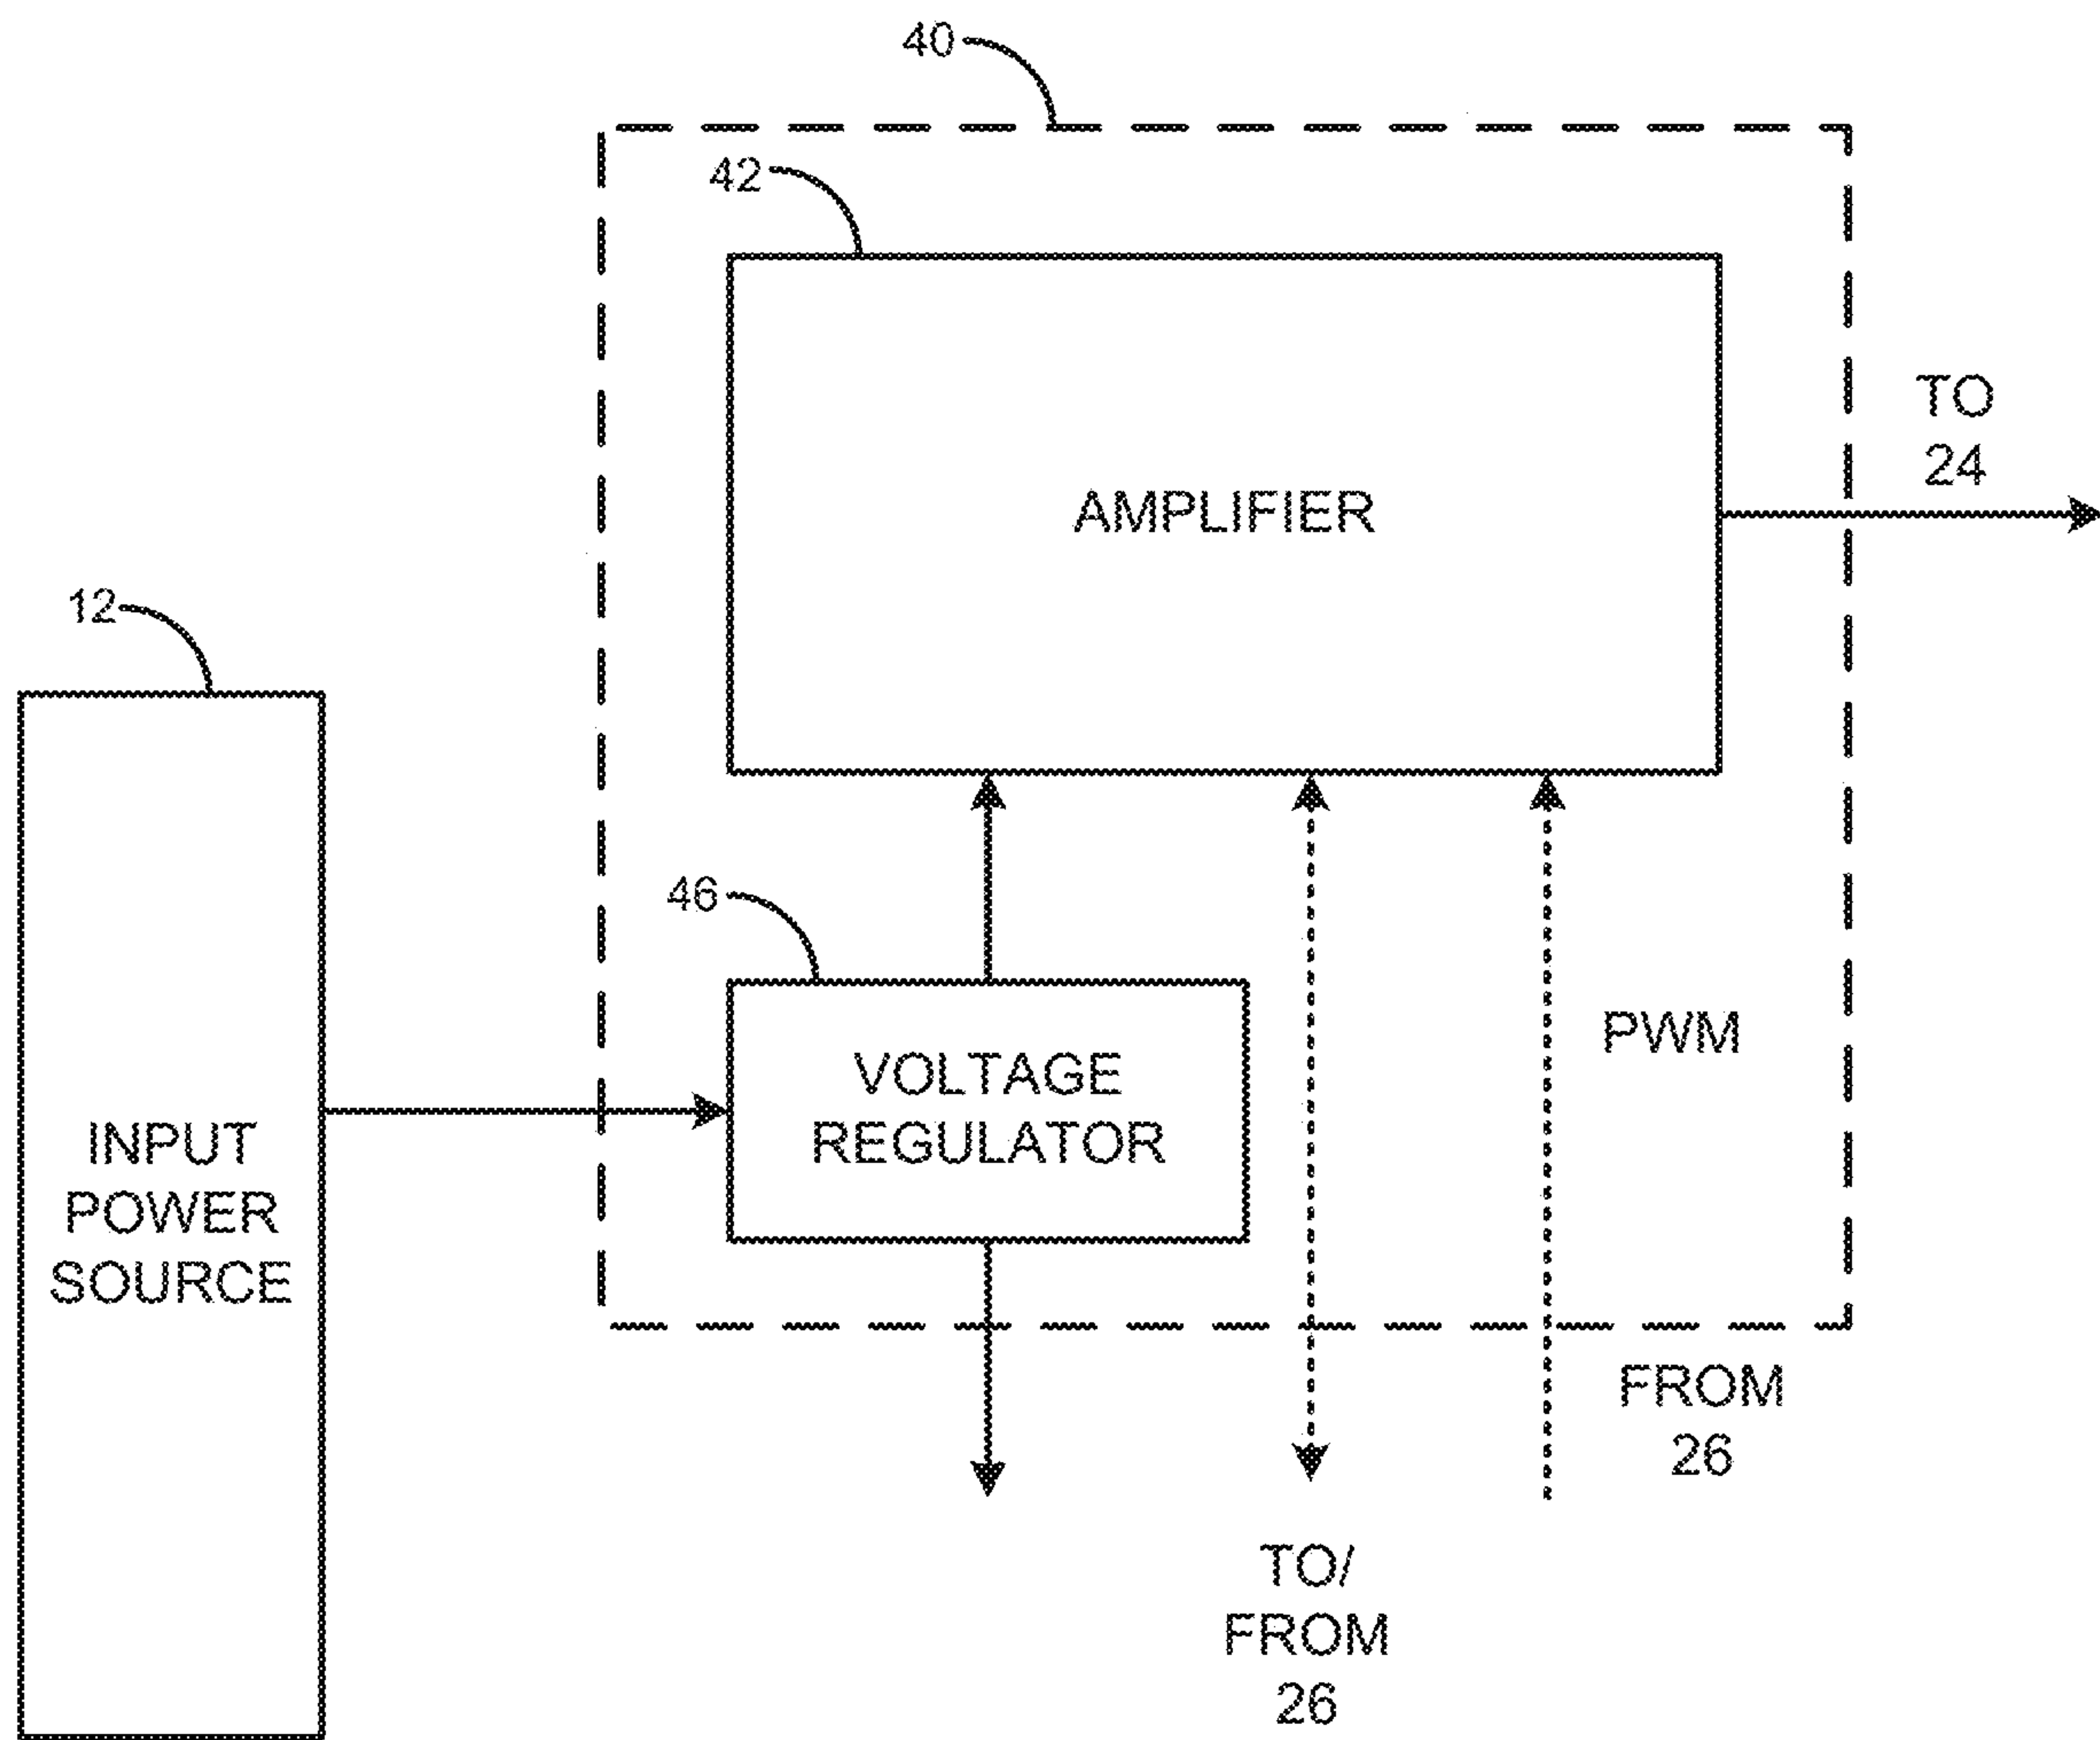 40
42
TO
24
AMPLIFIER
12
46
PWM
VOLTAGE
REGULATOR
INPUT
POWER
SOURCE
FROM
26
TO/
FROM
26